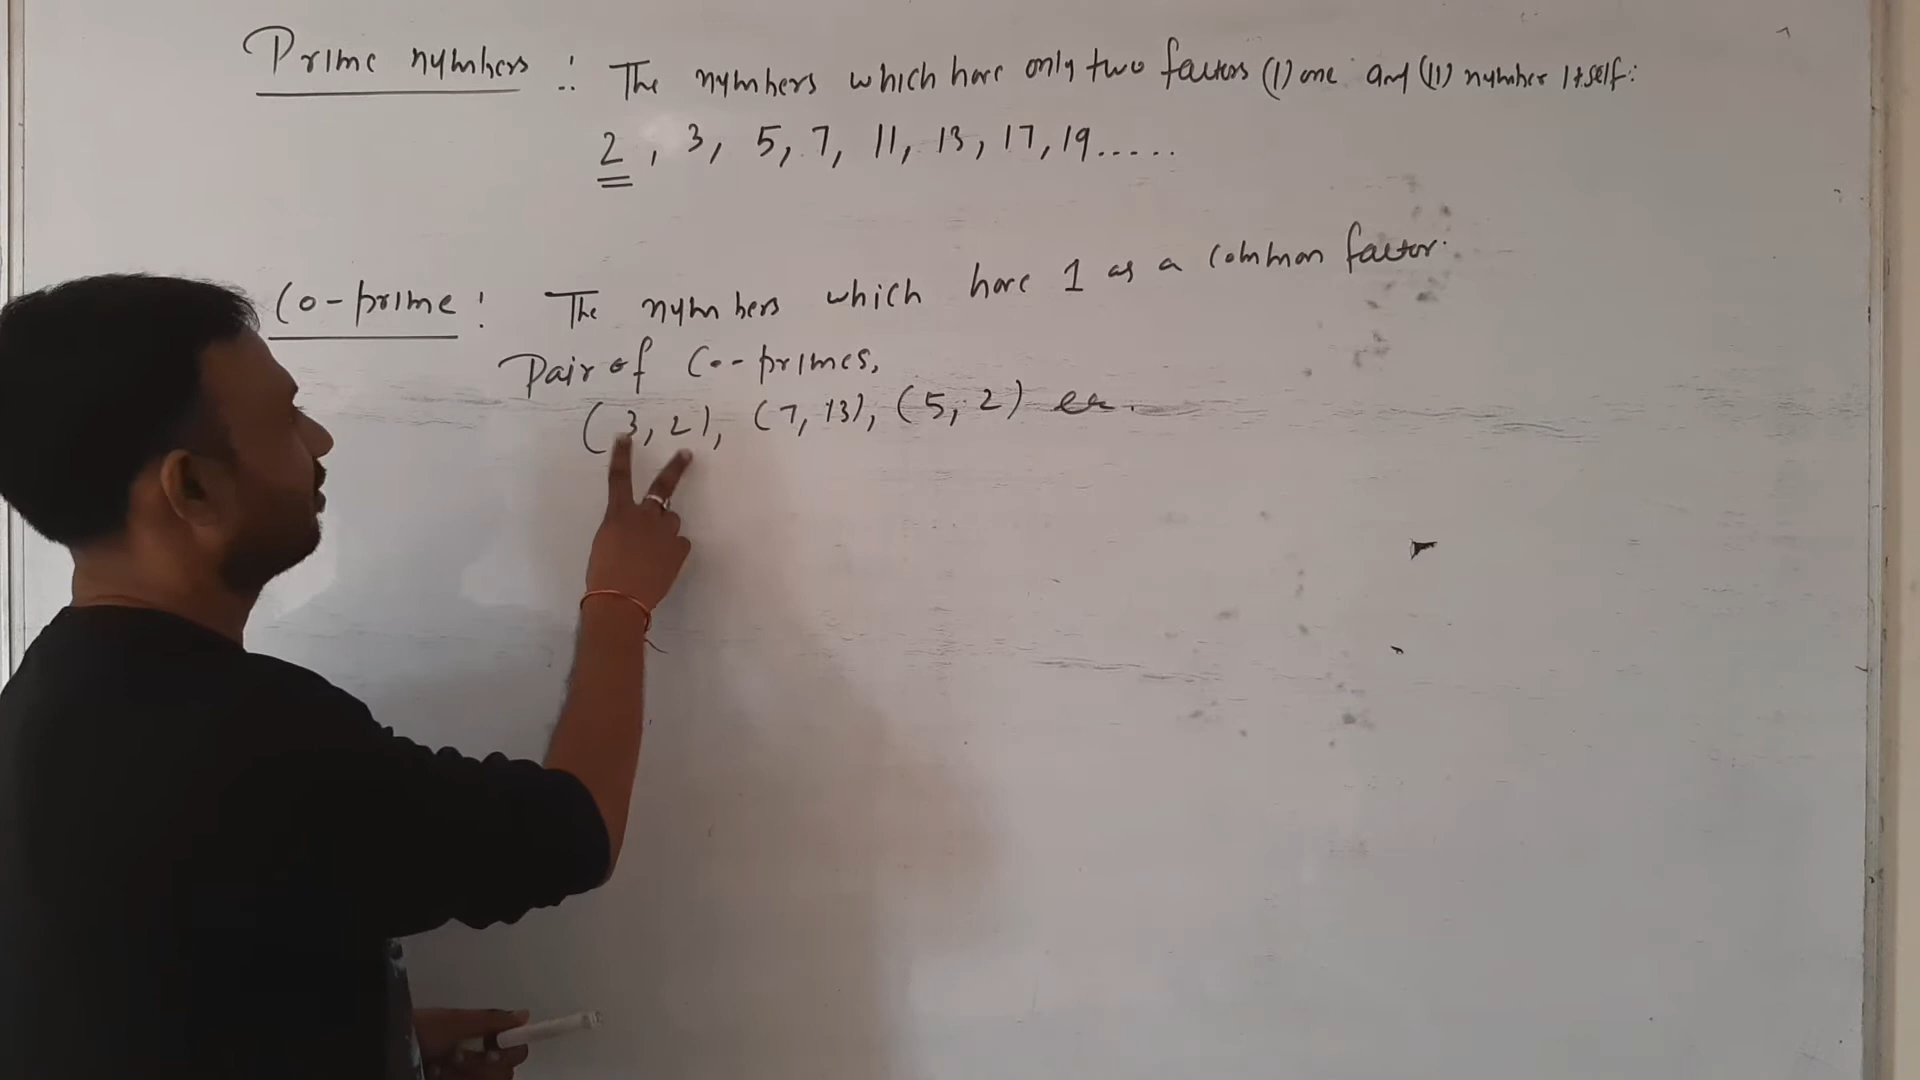 Prime numbers : The numbers which have only two factors (I) one and (II) number itself.
2, 3, 5, 7, 11, 13, 17, 19.....
Co-prime : The numbers which have 1 as a common factor.
Pair of Co-primes,
(3, 2), (7, 13), (5, 2)